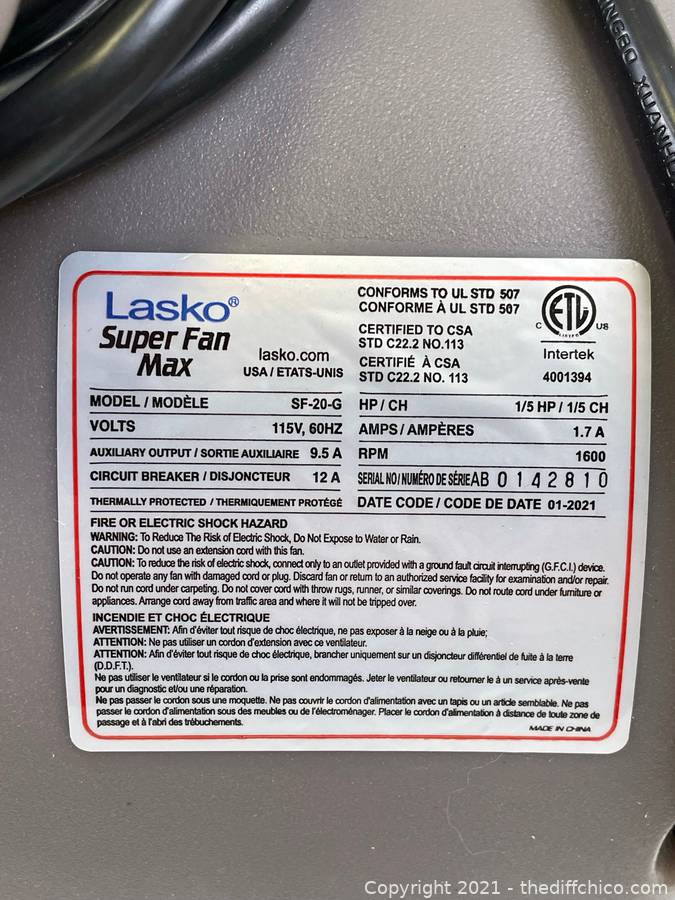 NGBO XUANHU
Lasko®
Super Fan
Max
lasko.com
USA / ETATS-UNIS
CONFORMS TO UL STD 507
CONFORME À UL STD 507
CERTIFIED TO CSA
STD C22.2 NO.113
CERTIFIÉ À CSA
STD C22.2 NO. 113
C ETL US
LISTED
Intertek
4001394
MODEL / MODÈLE SF-20-G
VOLTS 115V, 60HZ
AUXILIARY OUTPUT / SORTIE AUXILIAIRE 9.5 A
CIRCUIT BREAKER / DISJONCTEUR 12 A
THERMALLY PROTECTED / THERMIQUEMENT PROTÉGÉ
HP / CH 1/5 HP / 1/5 CH
AMPS / AMPÈRES 1.7 A
RPM 1600
SERIAL NO/NUMÉRO DE SÉRIE AB 0142810
DATE CODE / CODE DE DATE 01-2021
FIRE OR ELECTRIC SHOCK HAZARD
WARNING: To Reduce The Risk of Electric Shock, Do Not Expose to Water or Rain.
CAUTION: Do not use an extension cord with this fan.
CAUTION: To reduce the risk of electric shock, connect only to an outlet provided with a ground fault circuit interrupting (G.F.C.I.) device.
Do not operate any fan with damaged cord or plug. Discard fan or return to an authorized service facility for examination and/or repair.
Do not run cord under carpeting. Do not cover cord with throw rugs, runner, or similar coverings. Do not route cord under furniture or
appliances. Arrange cord away from traffic area and where it will not be tripped over.
INCENDIE ET CHOC ÉLECTRIQUE
AVERTISSEMENT: Afin d'éviter tout risque de choc électrique, ne pas exposer à la neige ou à la pluie;
ATTENTION: Ne pas utiliser un cordon d'extension avec ce ventilateur.
ATTENTION: Afin d'éviter tout risque de choc électrique, brancher uniquement sur un disjoncteur différentiel de fuite à la terre
(D.D.F.T.).
Ne pas utiliser le ventilateur si le cordon ou la prise sont endommagés. Jeter le ventilateur ou retourner le à un service après-vente
pour un diagnostic et/ou une réparation.
Ne pas passer le cordon sous une moquette. Ne pas couvrir le cordon d'alimentation avec un tapis ou un article semblable. Ne pas
passer le cordon d'alimentation sous des meubles ou de l'électroménager. Placer le cordon d'alimentation à distance de toute zone de
passage et à l'abri des trébuchements.
MADE IN CHINA
Copyright 2021 - thediffchico.com